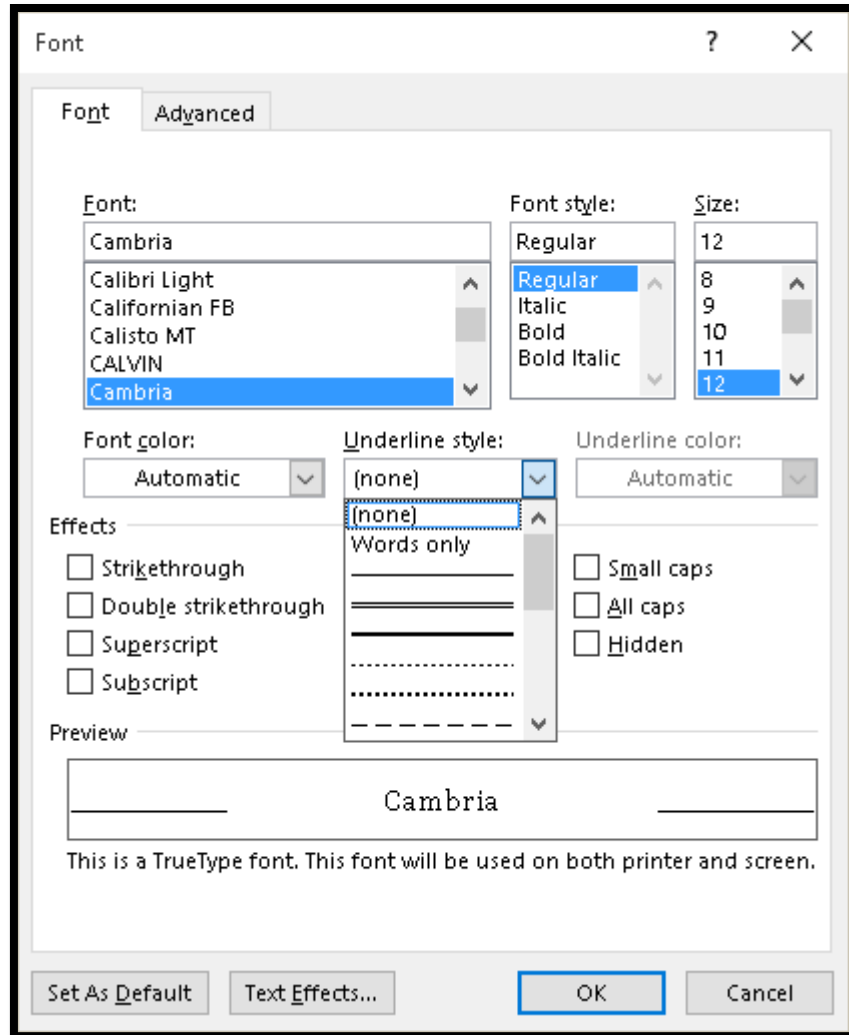 Font ?
Font Advanced
Font: Font style: Size:
Cambria Regular 12
Calibri Light Regular 8
Californian FB Italic 9
Calisto MT Bold 10
CALVIN Bold Italic 11
Cambria 12
Font color: Underline style: Underline color:
Automatic (none) Automatic
(none)
Effects
Words only
Strikethrough Small caps
Double strikethrough All caps
Superscript Hidden
Subscript
Preview
Cambria
This is a TrueType font. This font will be used on both printer and screen.
Set As Default Text Effects... OK Cancel